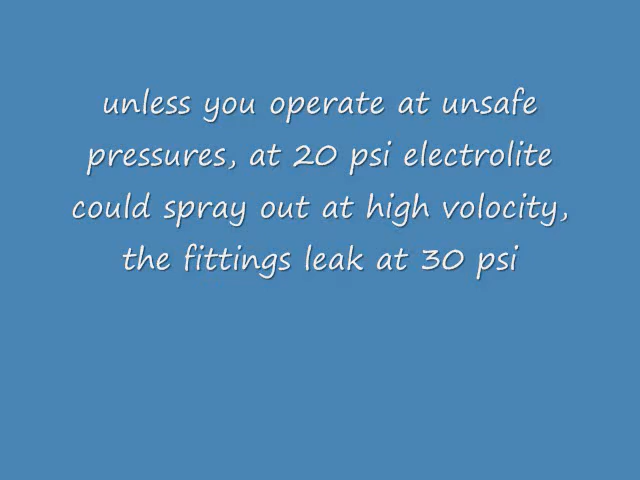 unless you operate at unsafe
pressures, at 20 psi electrolite
could spray out at high volocity,
the fittings leak at 30 psi